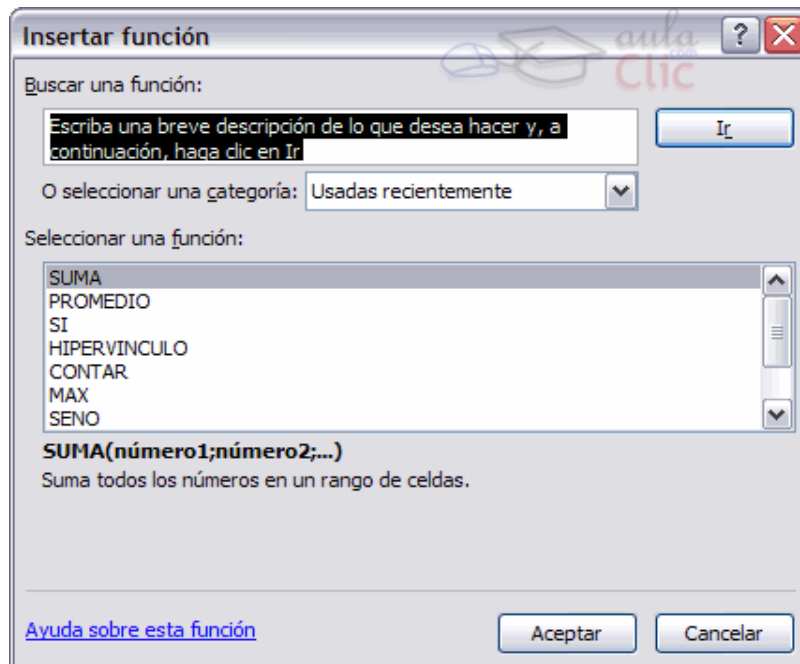 Insertar función
aula
.com
Clic
?
Buscar una función:
Escriba una breve descripción de lo que desea hacer y, a
continuación, haga clic en Ir
Ir
O seleccionar una categoría: Usadas recientemente
Seleccionar una función:
SUMA
PROMEDIO
SI
HIPERVINCULO
CONTAR
MAX
SENO
SUMA(número1;número2;...)
Suma todos los números en un rango de celdas.
Ayuda sobre esta función
Aceptar
Cancelar